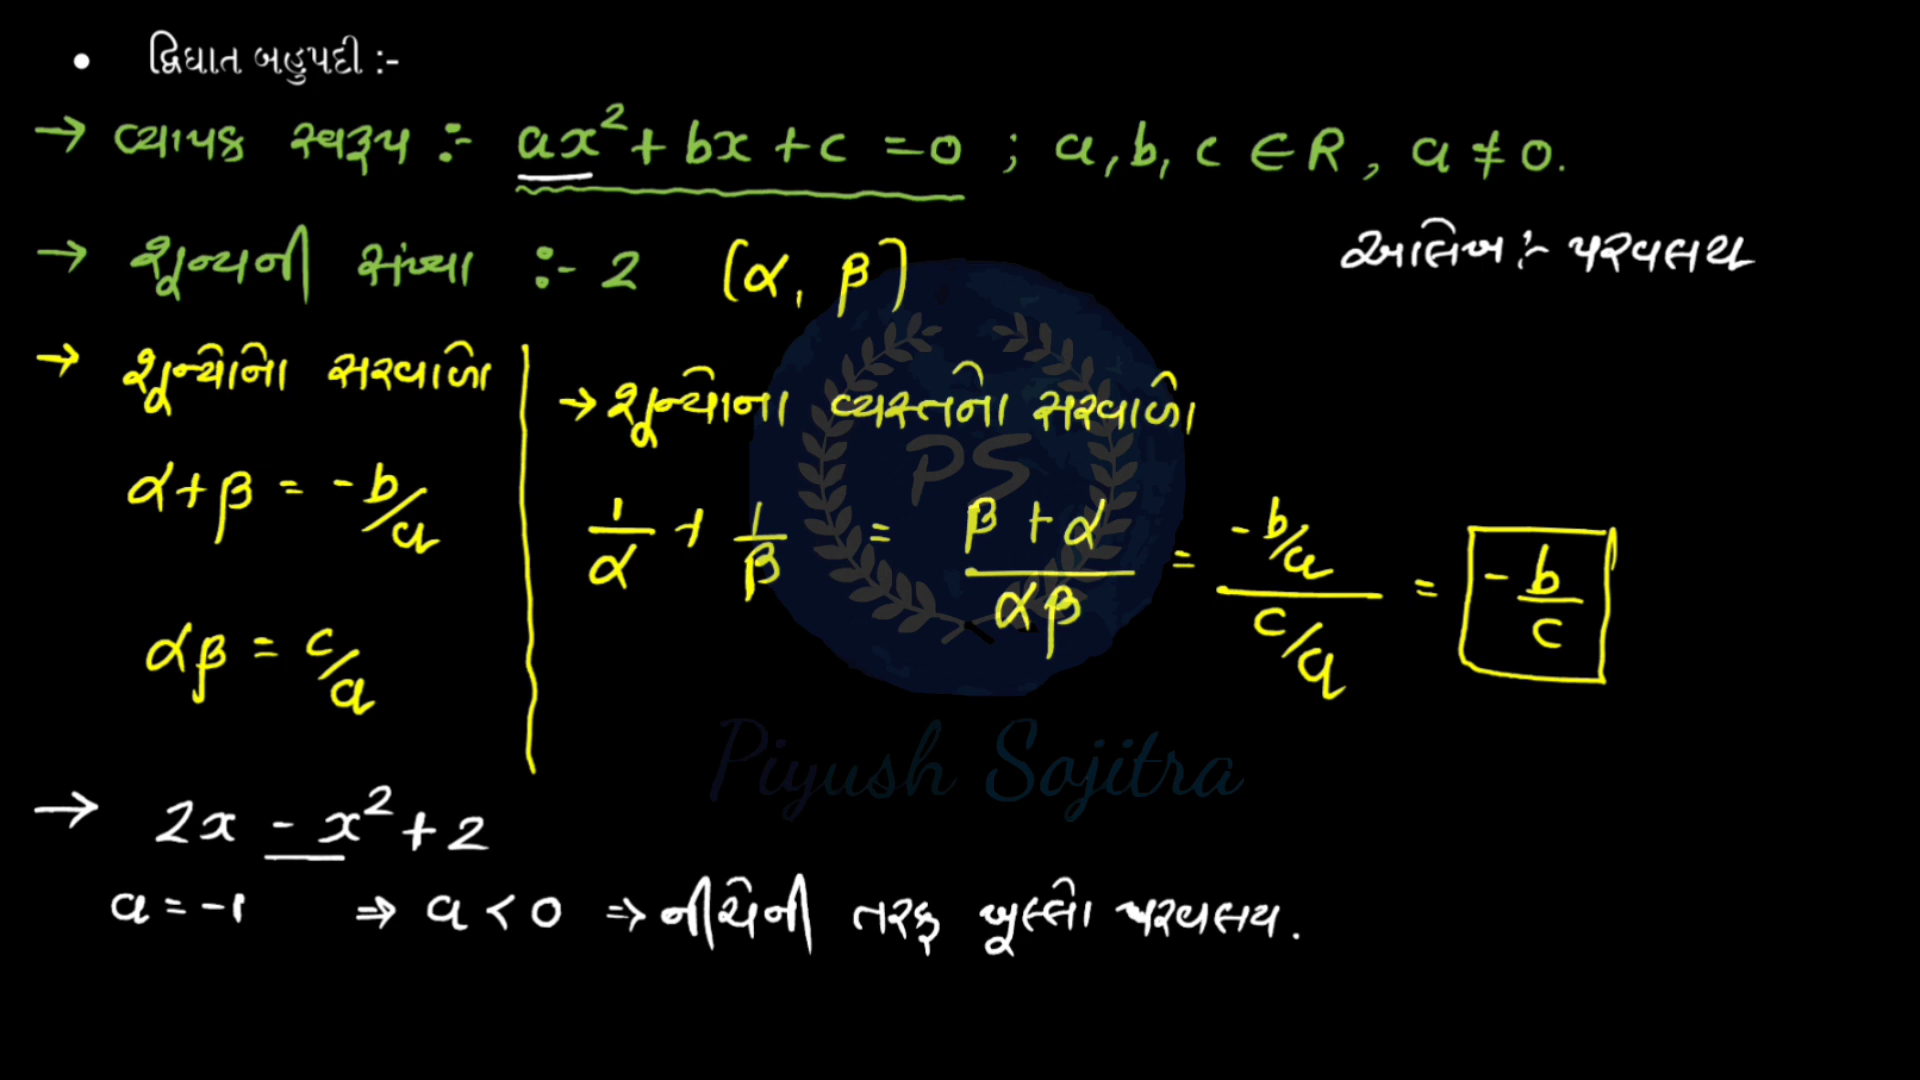 • દ્વિઘાત બહુપદી :-
→ વ્યાપક સ્વરૂપ :- ax² + bx + c = 0 ; a, b, c ∈ R, a ≠ 0.
→ શૂન્યની સંખ્યા :- 2 (α, β)
આલેખ :- પરવલય
→ શૂન્યોનો સરવાળો
α + β = -b/a
αβ = c/a
→ શૂન્યોના વ્યસ્તનો સરવાળો
1/α + 1/β = (β + α)/αβ = (-b/a)/(c/a) = -b/c
PS
Piyush Sojitra
→ 2x - x² + 2
a = -1 ⇒ a < 0 ⇒ નીચેની તરફ ખૂલ્લો પરવલય.